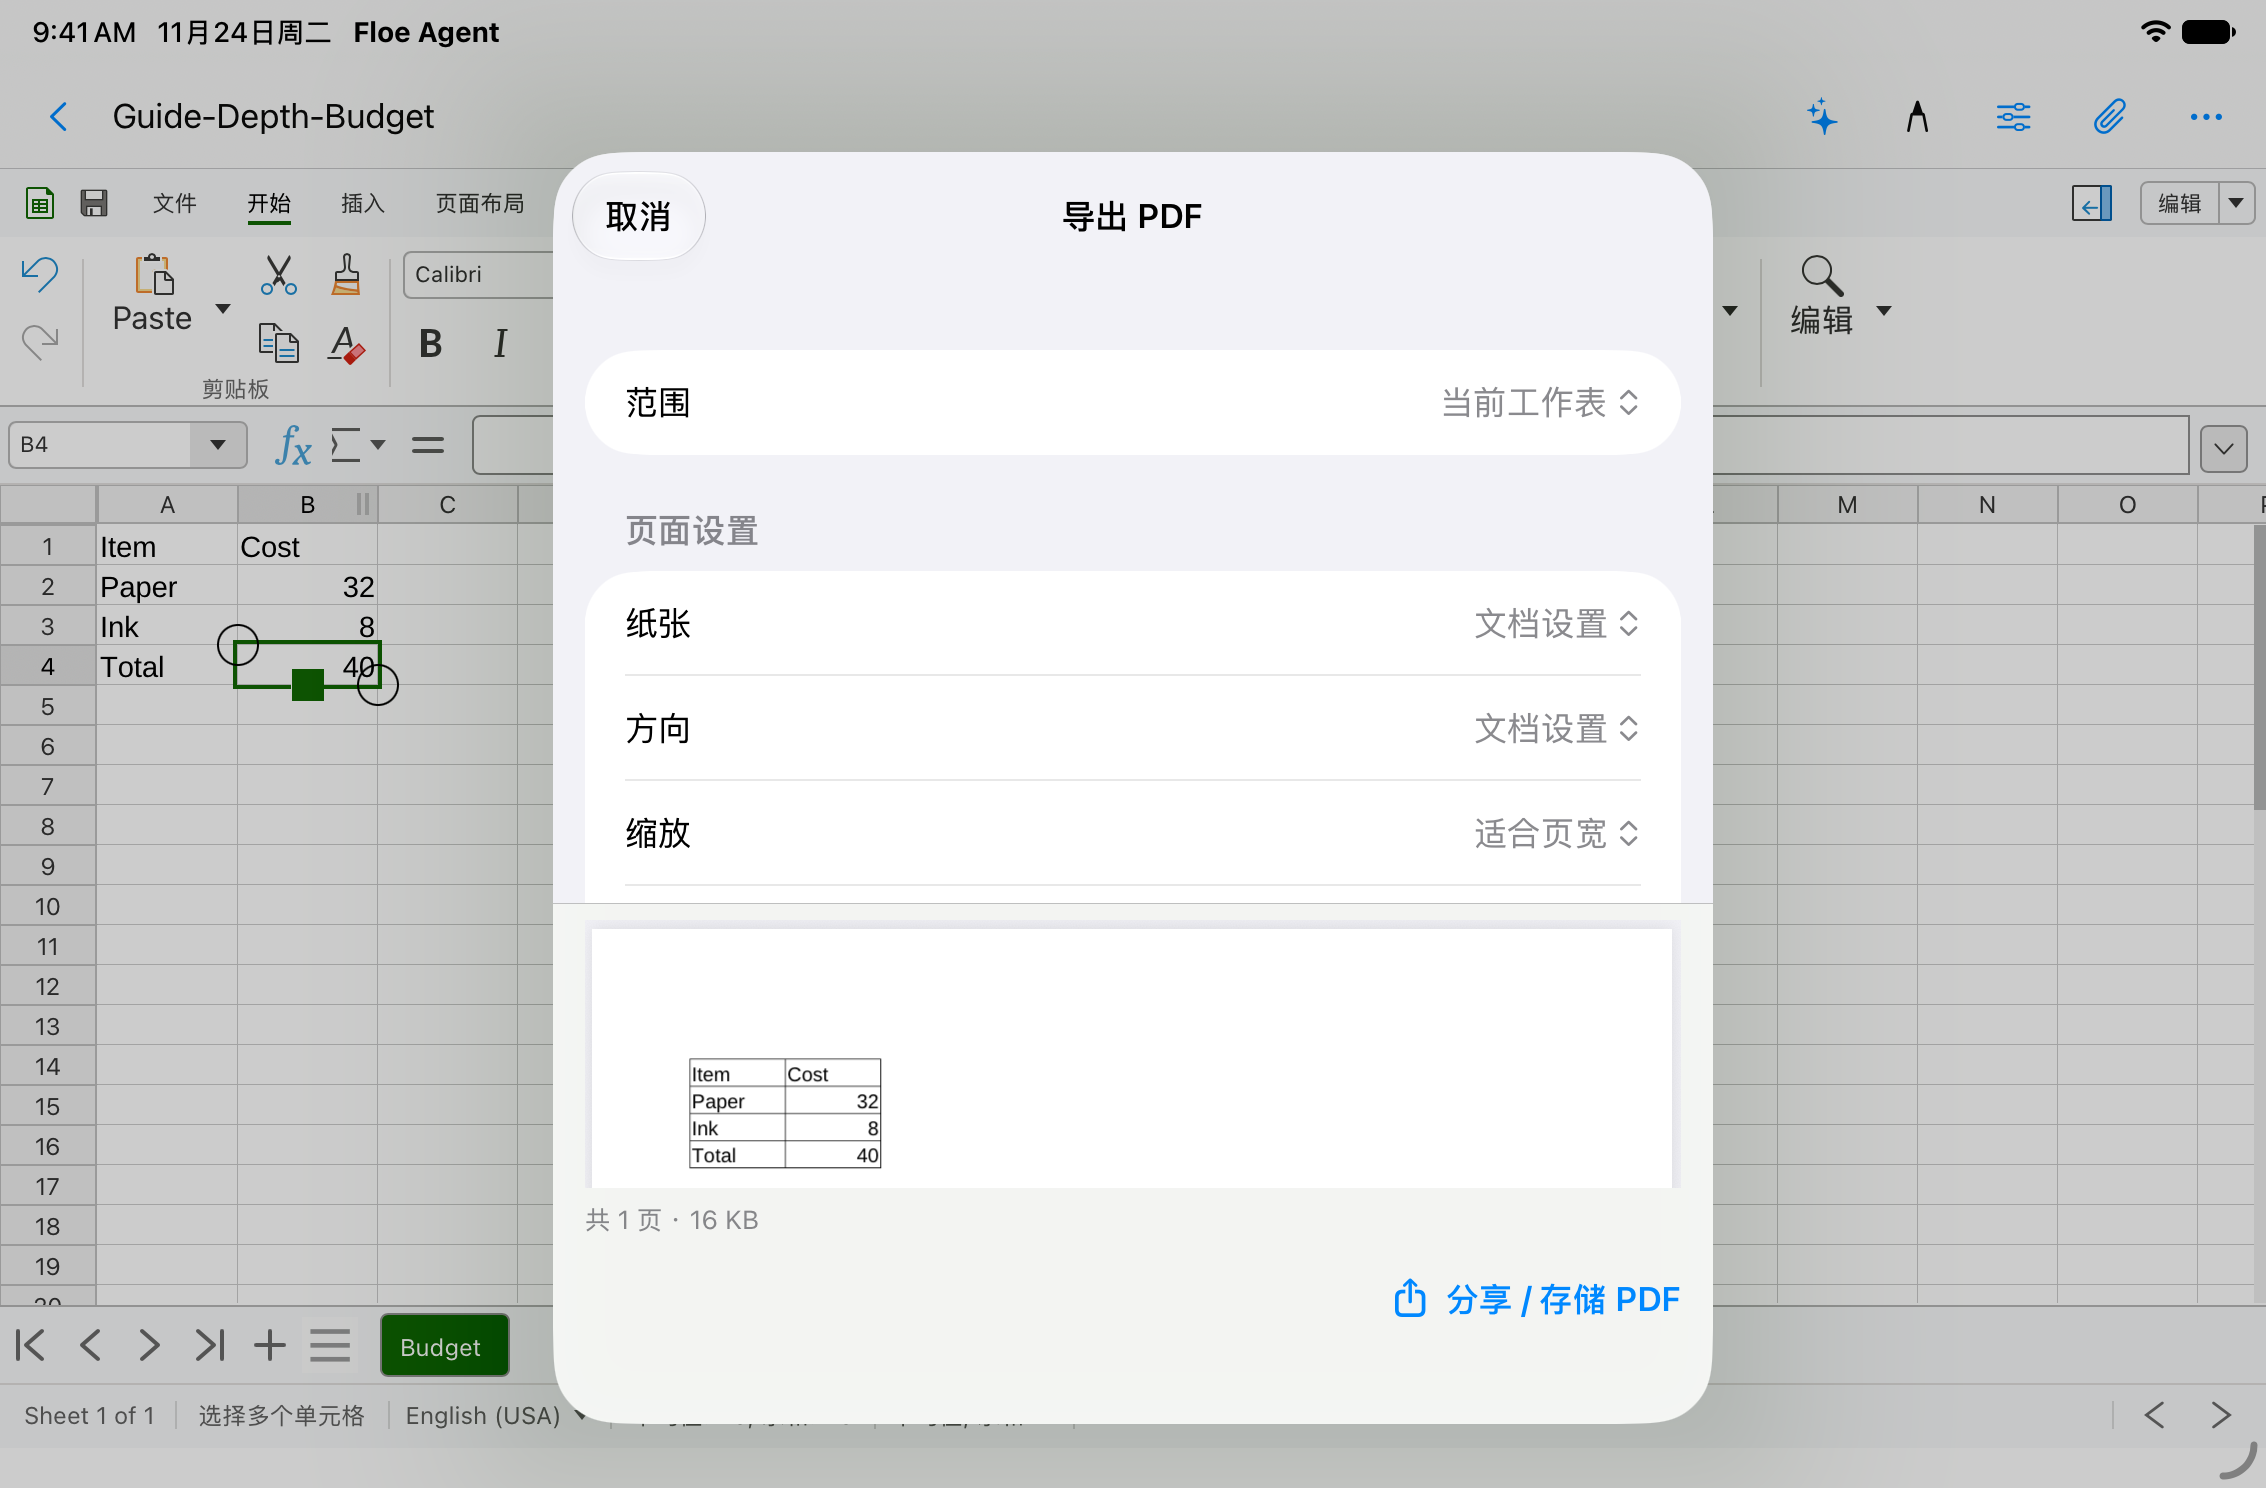 9:41 AM 11月24日周二 Floe Agent
Guide-Depth-Budget
文件 开始 插入 页面布局 编辑
Paste
Calibri
B I
剪贴板
编辑
B4
A B C M N O
1 Item Cost
2 Paper 32
3 Ink 8
4 Total 40
5
6
7
8
9
10
11
12
13
14
15
16
17
18
19
20
Budget
Sheet 1 of 1 选择多个单元格 English (USA)
取消 导出 PDF
范围 当前工作表
页面设置
纸张 文档设置
方向 文档设置
缩放 适合页宽
Item Cost
Paper 32
Ink 8
Total 40
共 1 页 · 16 KB
分享 / 存储 PDF